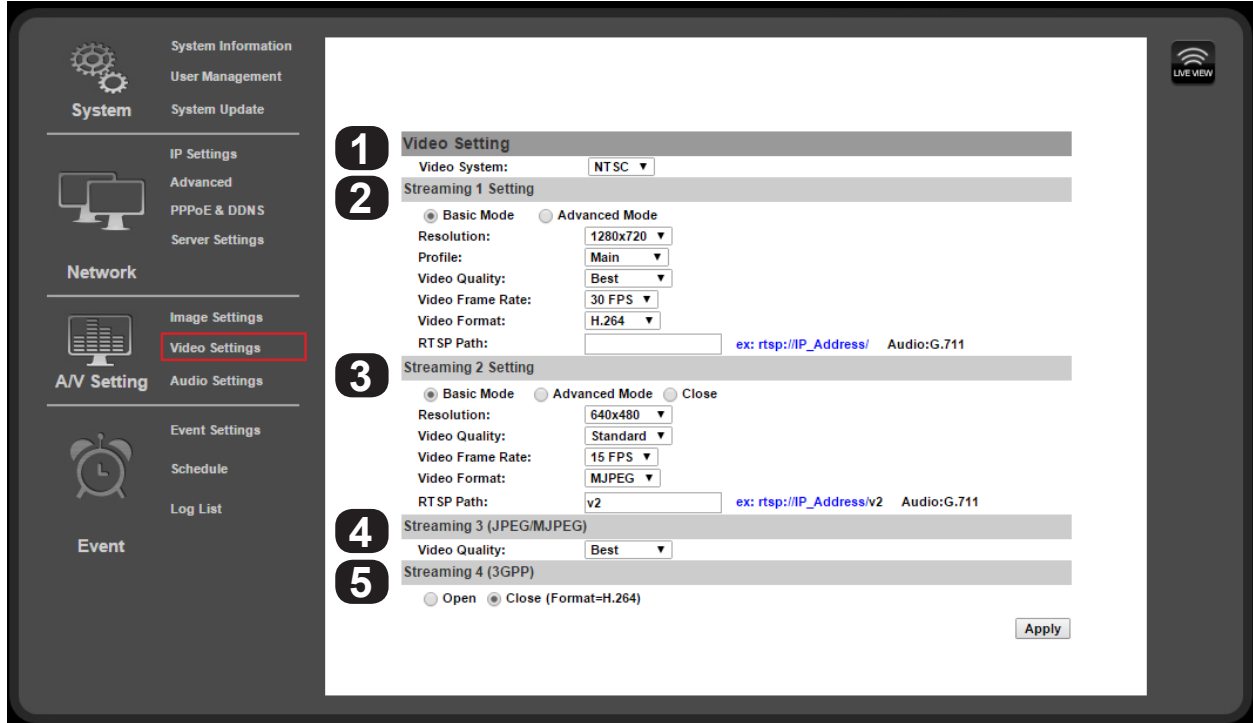 System Information
User Management
System
System Update
IP Settings
Advanced
PPPoE & DDNS
Server Settings
Network
Image Settings
Video Settings
A/V Setting
Audio Settings
Event Settings
Schedule
Log List
Event
LIVE VIEW
1
Video Setting
Video System: NTSC
2
Streaming 1 Setting
Basic Mode Advanced Mode
Resolution: 1280x720
Profile: Main
Video Quality: Best
Video Frame Rate: 30 FPS
Video Format: H.264
RTSP Path: ex: rtsp://IP_Address/ Audio:G.711
3
Streaming 2 Setting
Basic Mode Advanced Mode Close
Resolution: 640x480
Video Quality: Standard
Video Frame Rate: 15 FPS
Video Format: MJPEG
RTSP Path: v2 ex: rtsp://IP_Address/v2 Audio:G.711
4
Streaming 3 (JPEG/MJPEG)
Video Quality: Best
5
Streaming 4 (3GPP)
Open Close (Format=H.264)
Apply